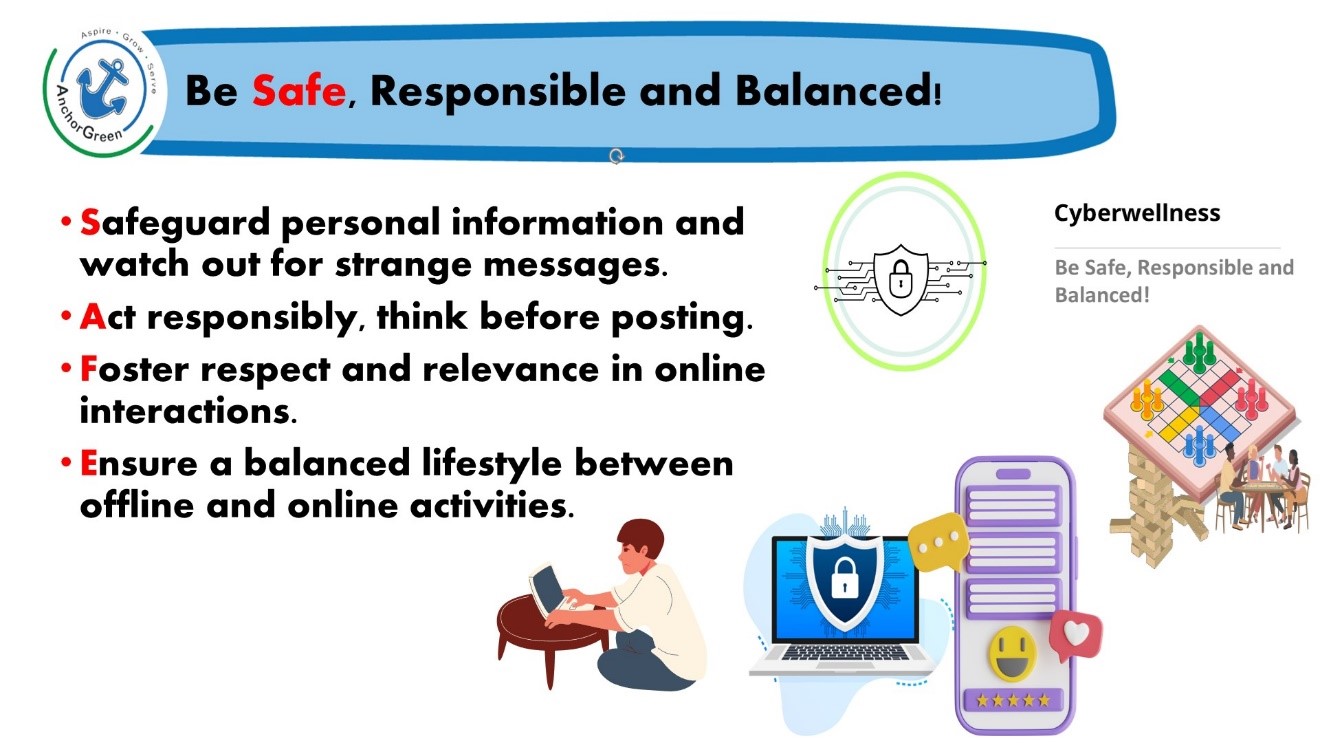 Aspire • Grow • Serve
AnchorGreen
Be Safe, Responsible and Balanced!
• Safeguard personal information and
watch out for strange messages.
• Act responsibly, think before posting.
• Foster respect and relevance in online
interactions.
• Ensure a balanced lifestyle between
offline and online activities.
Cyberwellness
Be Safe, Responsible and
Balanced!